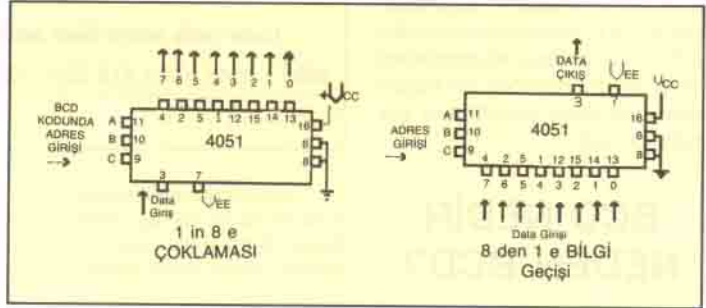 7 6 5 4 3 2 1 0
VCC
BCD
KODUNDA
ADRES
GİRİŞİ
A 11
B 10
C 9
4 2 5 1 12 15 14 13
4051
16
6
8
3 7
Data
Giriş
VEE
1 in 8 e
ÇOKLAMASI
DATA
ÇIKIŞ
VEE
VCC
3 7
ADRES
GİRİŞİ
A 11
B 10
C 9
4051
16
6
8
4 2 5 1 12 15 14 13
7 6 5 4 3 2 1 0
Data Girişi
8 den 1 e BİLGİ
Geçişi